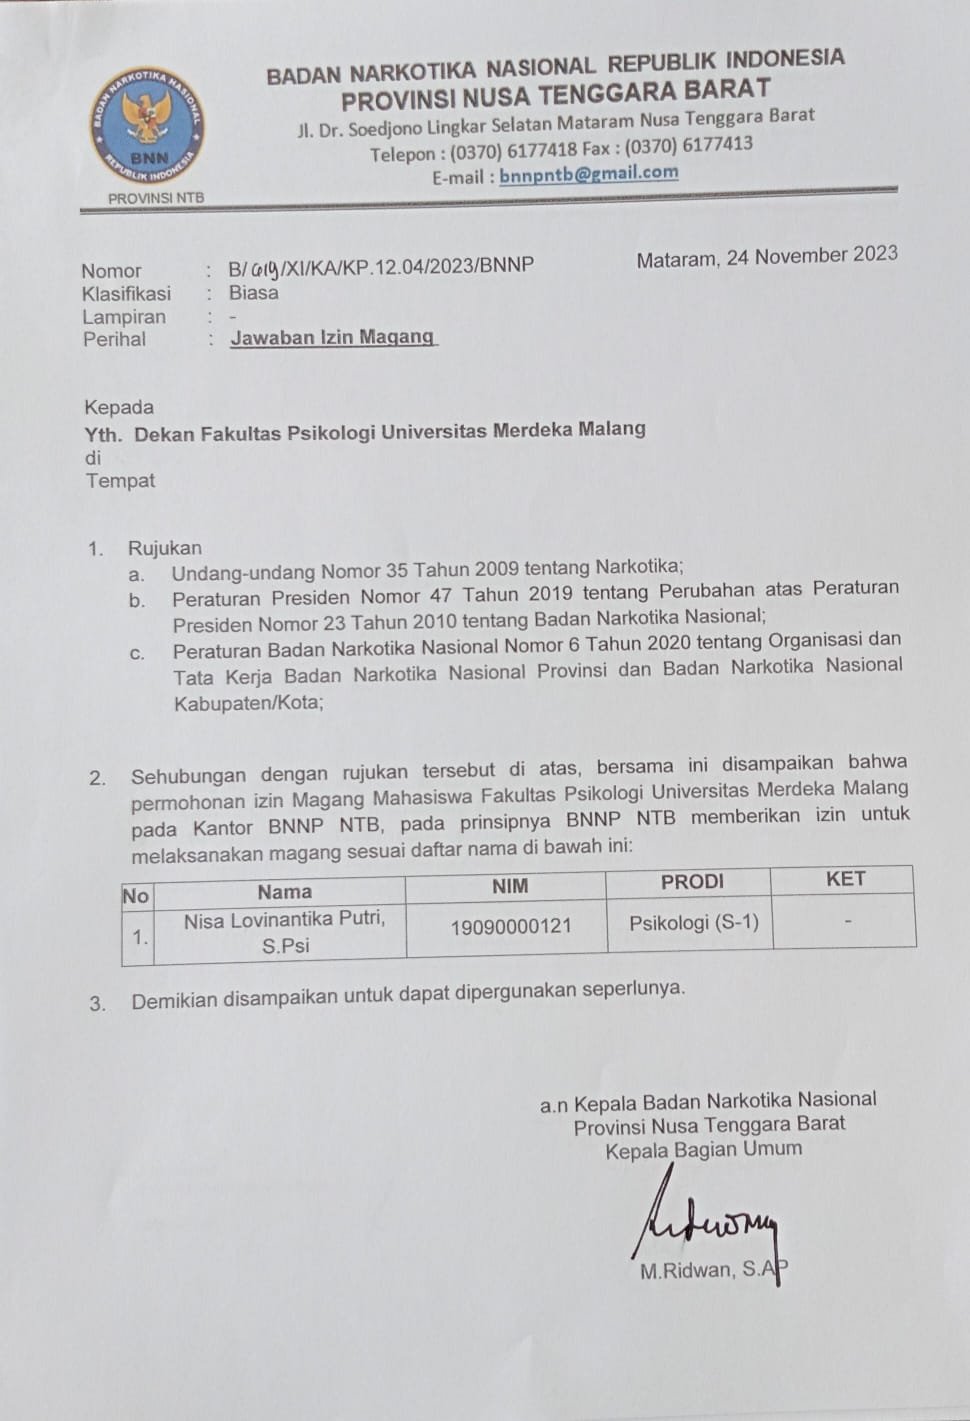 BADAN NARKOTIKA NASIONAL
BNN
REPUBLIK INDONESIA
PROVINSI NTB
BADAN NARKOTIKA NASIONAL REPUBLIK INDONESIA
PROVINSI NUSA TENGGARA BARAT
Jl. Dr. Soedjono Lingkar Selatan Mataram Nusa Tenggara Barat
Telepon : (0370) 6177418 Fax : (0370) 6177413
E-mail : bnnpntb@gmail.com
Nomor : B/ /XI/KA/KP.12.04/2023/BNNP Mataram, 24 November 2023
Klasifikasi : Biasa
Lampiran : -
Perihal : Jawaban Izin Magang
Kepada
Yth. Dekan Fakultas Psikologi Universitas Merdeka Malang
di
Tempat
1. Rujukan
a. Undang-undang Nomor 35 Tahun 2009 tentang Narkotika;
b. Peraturan Presiden Nomor 47 Tahun 2019 tentang Perubahan atas Peraturan
Presiden Nomor 23 Tahun 2010 tentang Badan Narkotika Nasional;
c. Peraturan Badan Narkotika Nasional Nomor 6 Tahun 2020 tentang Organisasi dan
Tata Kerja Badan Narkotika Nasional Provinsi dan Badan Narkotika Nasional
Kabupaten/Kota;
2. Sehubungan dengan rujukan tersebut di atas, bersama ini disampaikan bahwa
permohonan izin Magang Mahasiswa Fakultas Psikologi Universitas Merdeka Malang
pada Kantor BNNP NTB, pada prinsipnya BNNP NTB memberikan izin untuk
melaksanakan magang sesuai daftar nama di bawah ini:
No Nama NIM PRODI KET
1. Nisa Lovinantika Putri, 19090000121 Psikologi (S-1) -
S.Psi
3. Demikian disampaikan untuk dapat dipergunakan seperlunya.
a.n Kepala Badan Narkotika Nasional
Provinsi Nusa Tenggara Barat
Kepala Bagian Umum
M.Ridwan, S.AP